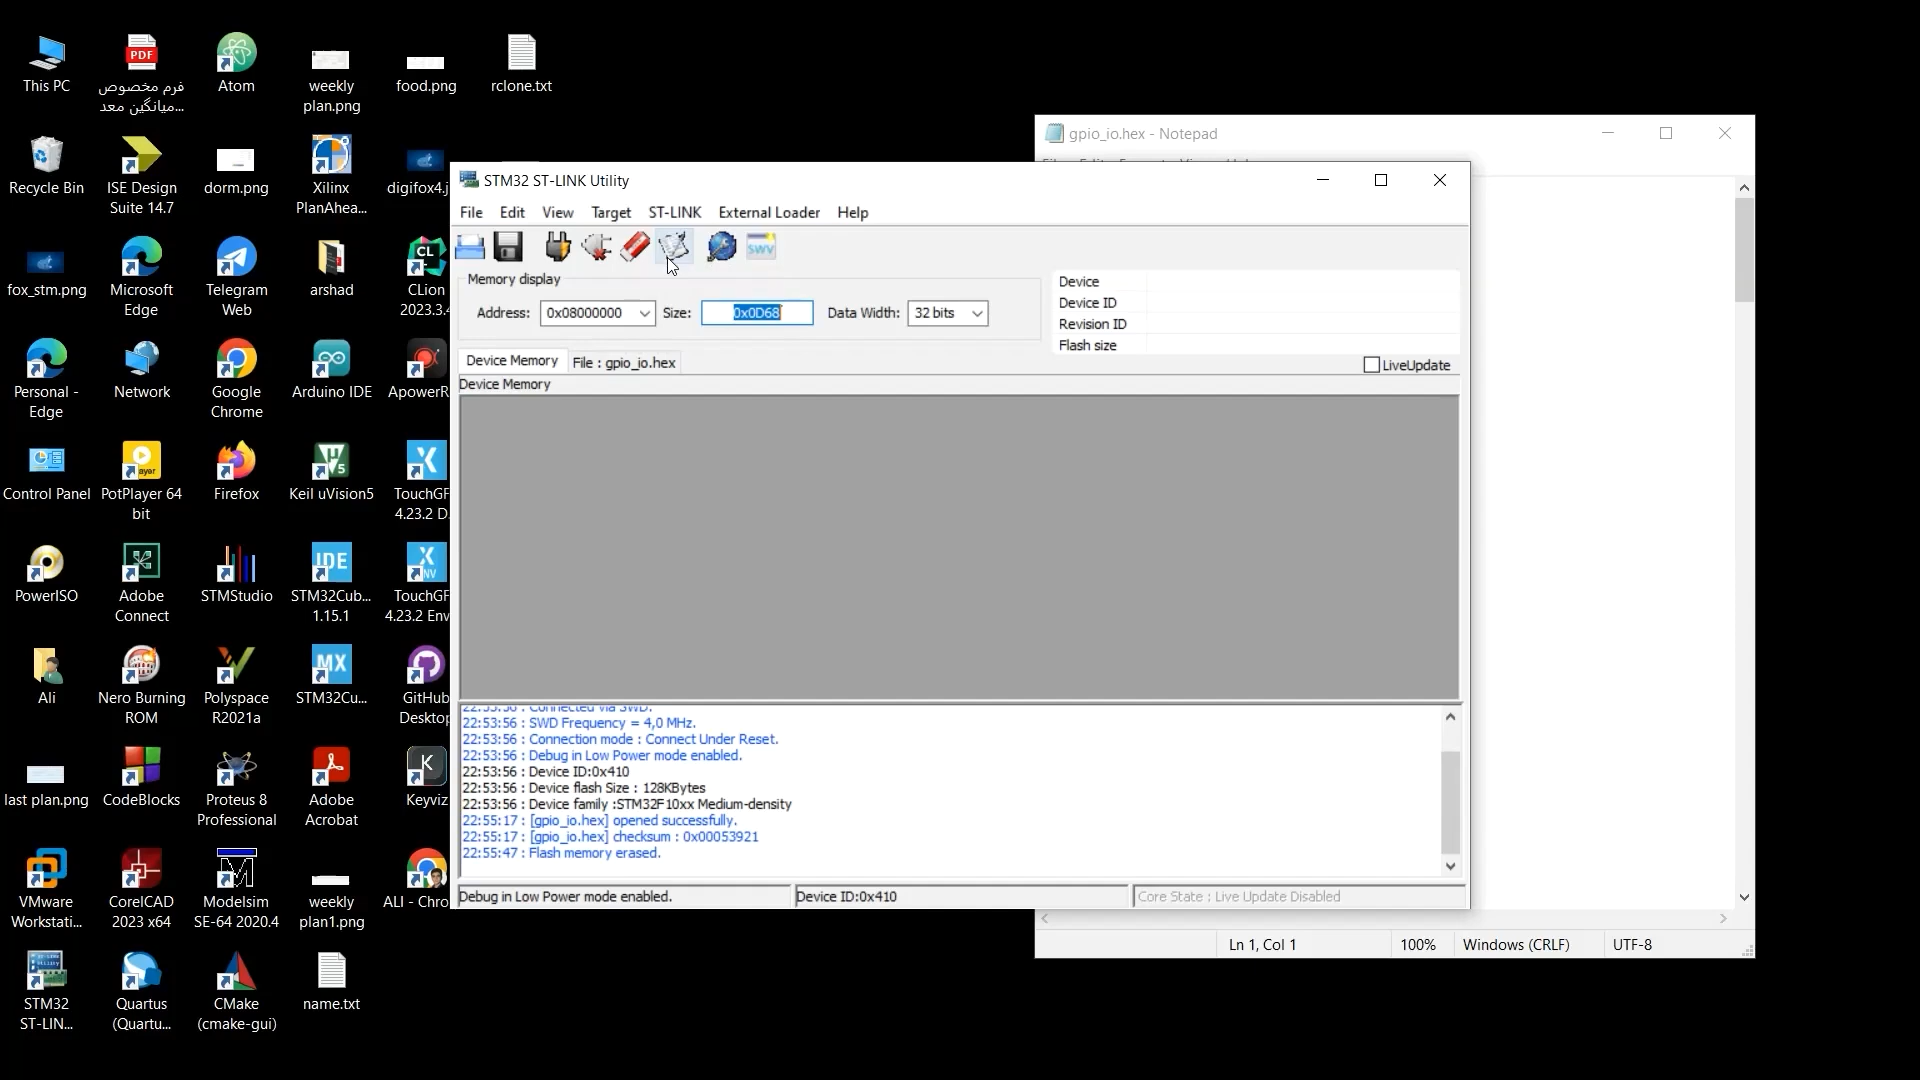 This PC
فرم مخصوص
میانگین معد...
Atom
weekly
plan.png
food.png
rclone.txt
Recycle Bin
ISE Design
Suite 14.7
dorm.png
Xilinx
PlanAhea...
digifox4.j
fox_stm.png
Microsoft
Edge
Telegram
Web
arshad
CLion
2023.3.4
Personal -
Edge
Network
Google
Chrome
Arduino IDE
ApowerR
Control Panel
PotPlayer 64
bit
Firefox
Keil uVision5
TouchGF
4.23.2 D
PowerISO
Adobe
Connect
STMStudio
STM32Cub...
1.15.1
TouchGF
4.23.2 Env
Ali
Nero Burning
ROM
Polyspace
R2021a
STM32Cu...
GitHub
Desktop
last plan.png
CodeBlocks
Proteus 8
Professional
Adobe
Acrobat
Keyviz
VMware
Workstati...
CorelCAD
2023 x64
Modelsim
SE-64 2020.4
weekly
plan1.png
ALI - Chro
STM32
ST-LIN...
Quartus
(Quartu...
CMake
(cmake-gui)
name.txt
gpio_io.hex - Notepad
STM32 ST-LINK Utility
File Edit View Target ST-LINK External Loader Help
SWV
Memory display
Address: 0x08000000 Size: 0x0D68 Data Width: 32 bits
Device
Device ID
Revision ID
Flash size
LiveUpdate
Device Memory File : gpio_io.hex
Device Memory
22:53:56 : Connected via SWD.
22:53:56 : SWD Frequency = 4,0 MHz.
22:53:56 : Connection mode : Connect Under Reset.
22:53:56 : Debug in Low Power mode enabled.
22:53:56 : Device ID:0x410
22:53:56 : Device flash Size : 128KBytes
22:53:56 : Device family :STM32F10xx Medium-density
22:55:17 : [gpio_io.hex] opened successfully.
22:55:17 : [gpio_io.hex] checksum : 0x00053921
22:55:47 : Flash memory erased.
Debug in Low Power mode enabled. Device ID:0x410 Core State : Live Update Disabled
Ln 1, Col 1 100% Windows (CRLF) UTF-8